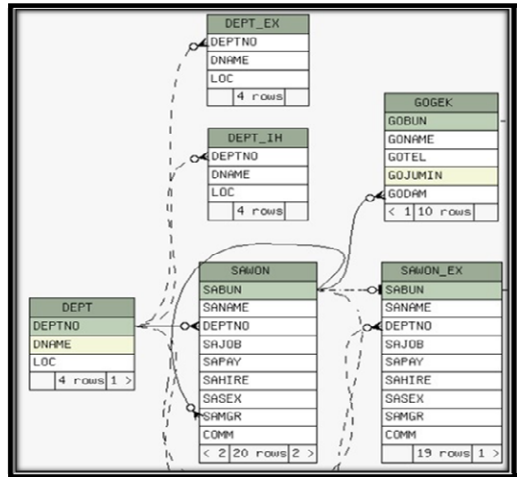 DEPT_EX
DEPTNO
DNAME
LOC
4 rows
DEPT_IH
DEPTNO
DNAME
LOC
4 rows
GOGEK
GOBUN
GONAME
GOTEL
GOJUMIN
GODAM
< 1 10 rows
DEPT
DEPTNO
DNAME
LOC
4 rows 1 >
SAWON
SABUN
SANAME
DEPTNO
SAJOB
SAPAY
SAHIRE
SASEX
SAMGR
COMM
< 2 20 rows 2 >
SAWON_EX
SABUN
SANAME
DEPTNO
SAJOB
SAPAY
SAHIRE
SASEX
SAMGR
COMM
19 rows 1 >